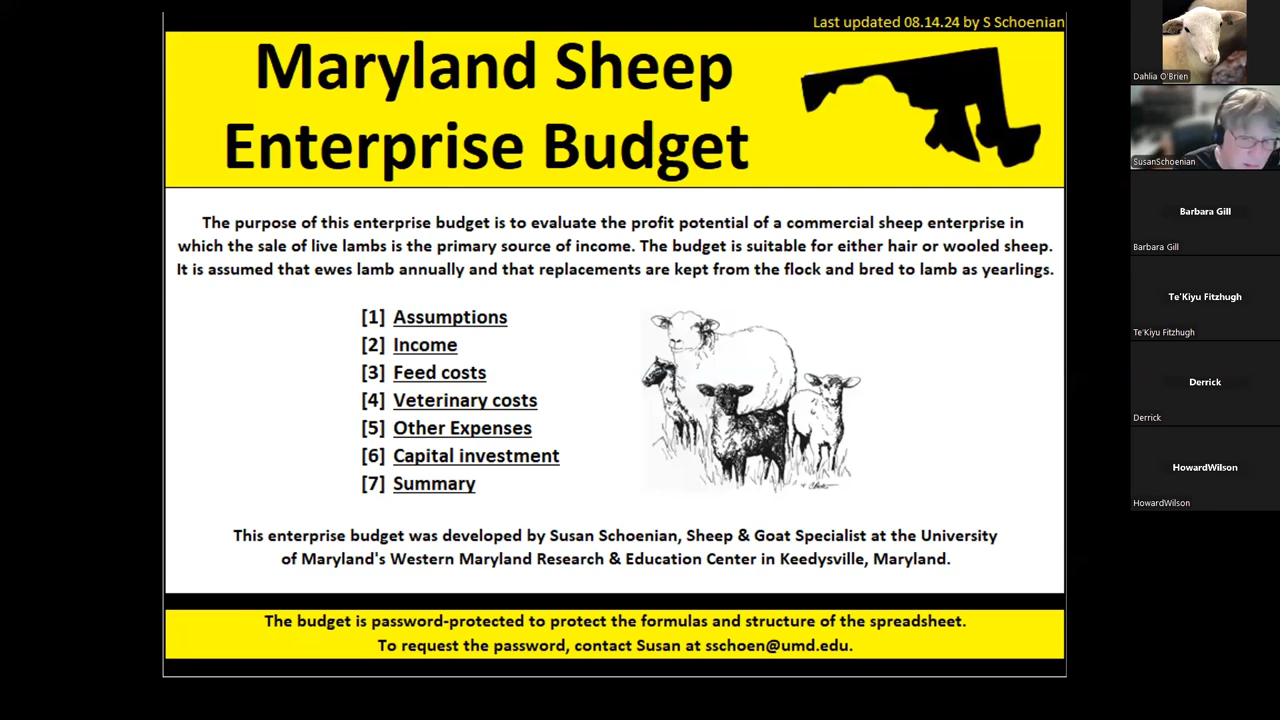 Last updated 08.14.24 by S Schoenian
Maryland Sheep
Enterprise Budget
The purpose of this enterprise budget is to evaluate the profit potential of a commercial sheep enterprise in
which the sale of live lambs is the primary source of income. The budget is suitable for either hair or wooled sheep.
It is assumed that ewes lamb annually and that replacements are kept from the flock and bred to lamb as yearlings.
[1] Assumptions
[2] Income
[3] Feed costs
[4] Veterinary costs
[5] Other Expenses
[6] Capital investment
[7] Summary
This enterprise budget was developed by Susan Schoenian, Sheep & Goat Specialist at the University
of Maryland's Western Maryland Research & Education Center in Keedysville, Maryland.
The budget is password-protected to protect the formulas and structure of the spreadsheet.
To request the password, contact Susan at sschoen@umd.edu.
Dahlia O'Brien
SusanSchoenian
Barbara Gill
Barbara Gill
Te'Kiyu Fitzhugh
Te'Kiyu Fitzhugh
Derrick
Derrick
HowardWilson
HowardWilson